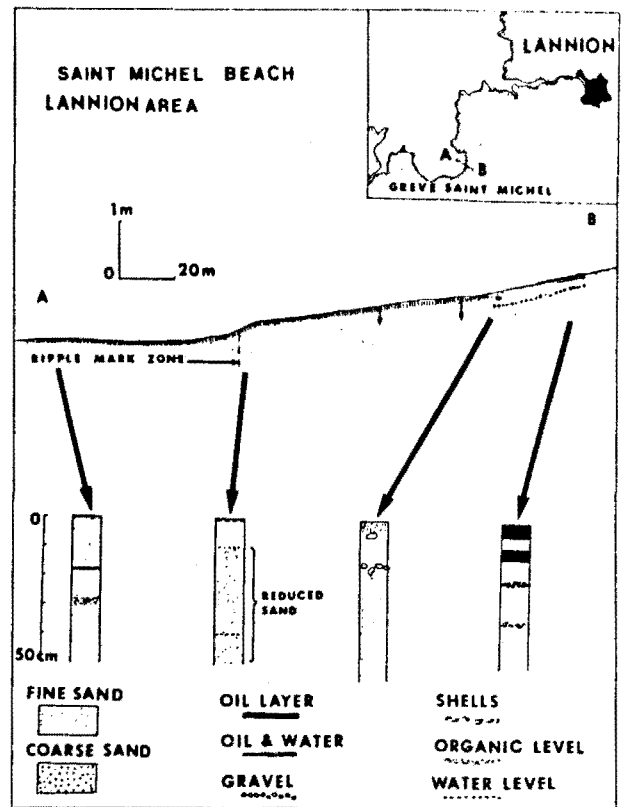 SAINT MICHEL BEACH
LANNION AREA
LANNION
A
B
GREVE SAINT MICHEL
B
1m
0 20m
A
RIPPLE MARK ZONE
0
50cm
REDUCED SAND
FINE SAND
COARSE SAND
OIL LAYER
OIL & WATER
GRAVEL
SHELLS
ORGANIC LEVEL
WATER LEVEL